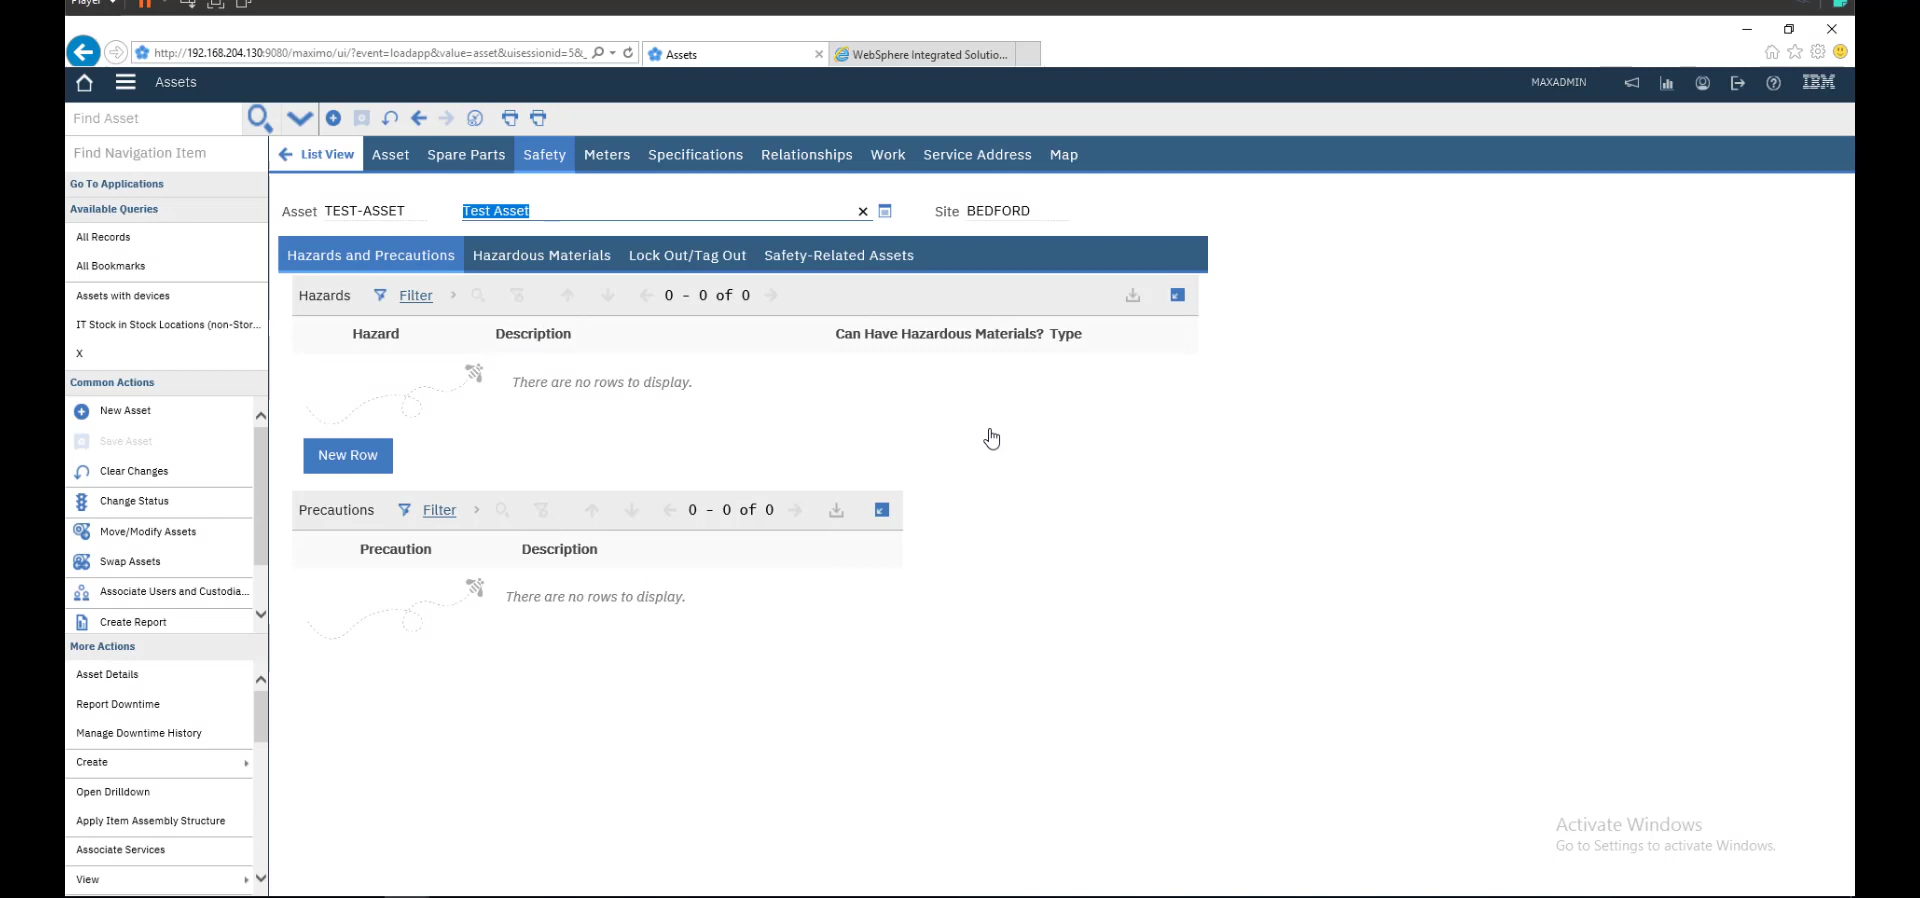 Player
http://192.168.204.130:9080/maximo/ui/?event=loadapp&value=asset&uisessionid=5&_
Assets
WebSphere Integrated Solutio...
Assets
MAXADMIN
IBM
Find Asset
Find Navigation Item
List View Asset Spare Parts Safety Meters Specifications Relationships Work Service Address Map
Go To Applications
Available Queries
All Records
All Bookmarks
Assets with devices
IT Stock in Stock Locations (non-Stor...
X
Common Actions
New Asset
Save Asset
Clear Changes
Change Status
Move/Modify Assets
Swap Assets
Associate Users and Custodia...
Create Report
More Actions
Asset Details
Report Downtime
Manage Downtime History
Create
Open Drilldown
Apply Item Assembly Structure
Associate Services
View
Asset TEST-ASSET Test Asset Site BEDFORD
Hazards and Precautions Hazardous Materials Lock Out/Tag Out Safety-Related Assets
Hazards Filter 0 - 0 of 0
Hazard Description Can Have Hazardous Materials? Type
There are no rows to display.
New Row
Precautions Filter 0 - 0 of 0
Precaution Description
There are no rows to display.
Activate Windows
Go to Settings to activate Windows.